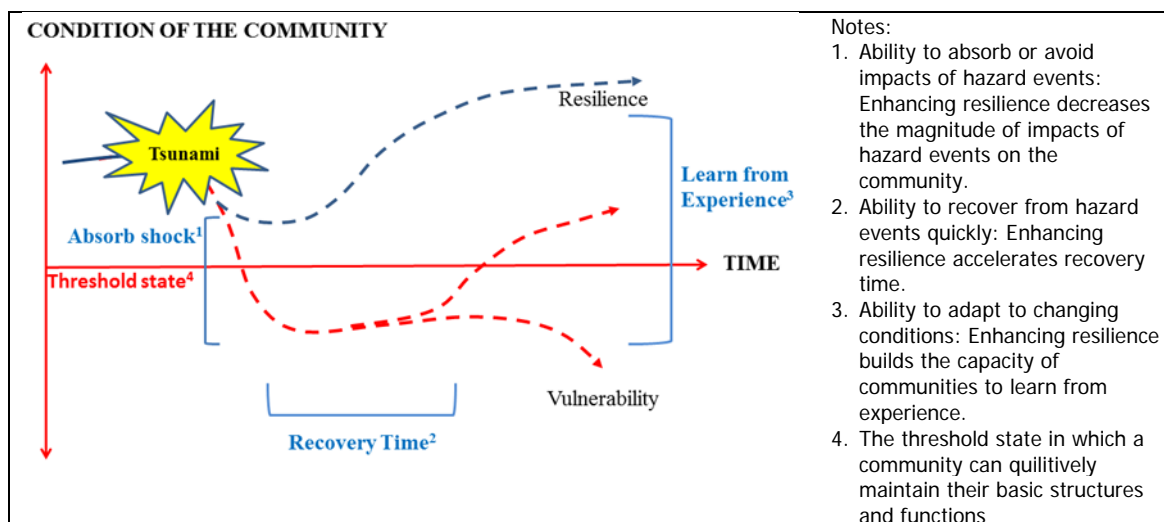 CONDITION OF THE COMMUNITY
Tsunami
Resilience
Learn from
Experience³
Absorb shock¹
TIME
Threshold state⁴
Vulnerability
Recovery Time²
Notes:
1. Ability to absorb or avoid
impacts of hazard events:
Enhancing resilience decreases
the magnitude of impacts of
hazard events on the
community.
2. Ability to recover from hazard
events quickly: Enhancing
resilience accelerates recovery
time.
3. Ability to adapt to changing
conditions: Enhancing resilience
builds the capacity of
communities to learn from
experience.
4. The threshold state in which a
community can quilitively
maintain their basic structures
and functions